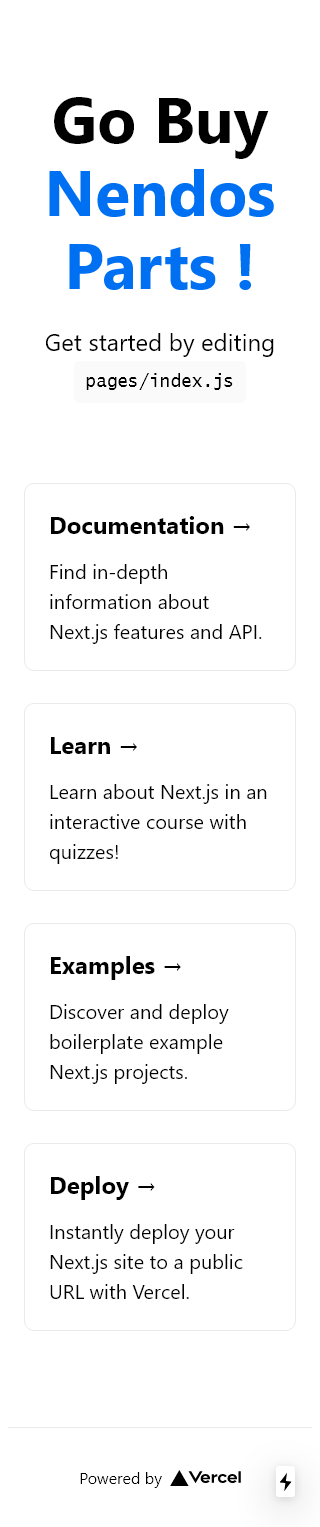 Go Buy
Nendos
Parts !
Get started by editing
pages/index.js
Documentation →
Find in-depth
information about
Next.js features and API.
Learn →
Learn about Next.js in an
interactive course with
quizzes!
Examples →
Discover and deploy
boilerplate example
Next.js projects.
Deploy →
Instantly deploy your
Next.js site to a public
URL with Vercel.
Powered by Vercel